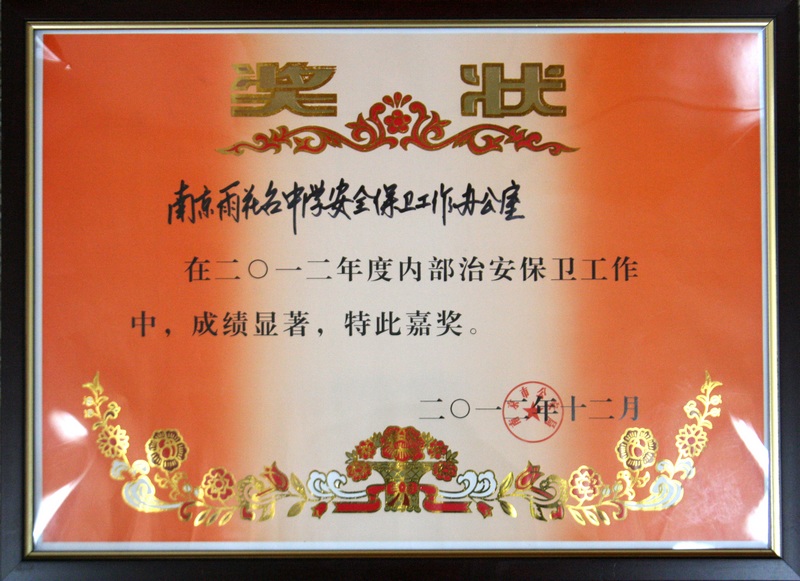 奖状
南京雨花台中学安全保卫工作办公室
在二〇一二年度内部治安保卫工作
中，成绩显著，特此嘉奖。
二〇一二年十二月